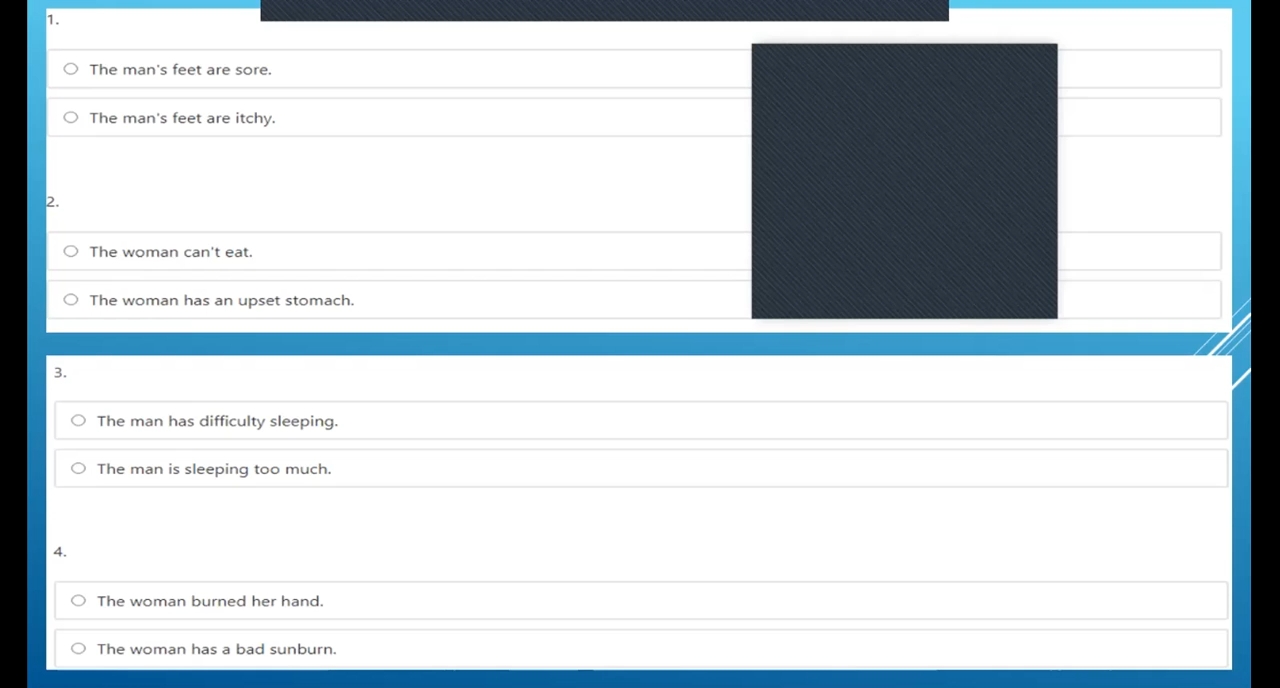 1.
The man's feet are sore.
The man's feet are itchy.
2.
The woman can't eat.
The woman has an upset stomach.
3.
The man has difficulty sleeping.
The man is sleeping too much.
4.
The woman burned her hand.
The woman has a bad sunburn.